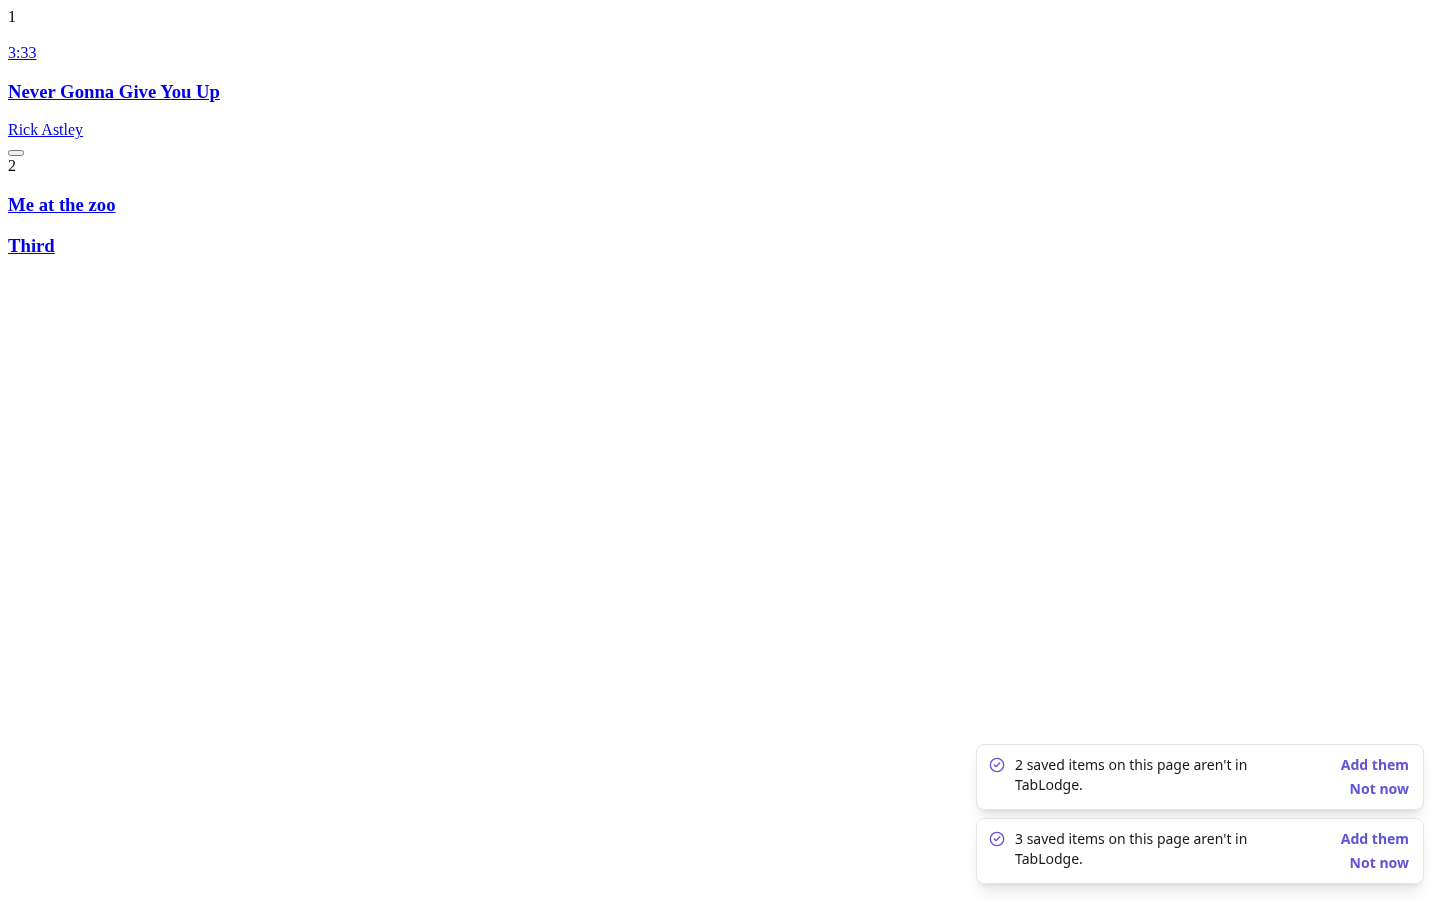 1
3:33
Never Gonna Give You Up
Rick Astley
2
Me at the zoo
Third
2 saved items on this page aren't in
TabLodge.
Add them
Not now
3 saved items on this page aren't in
TabLodge.
Add them
Not now